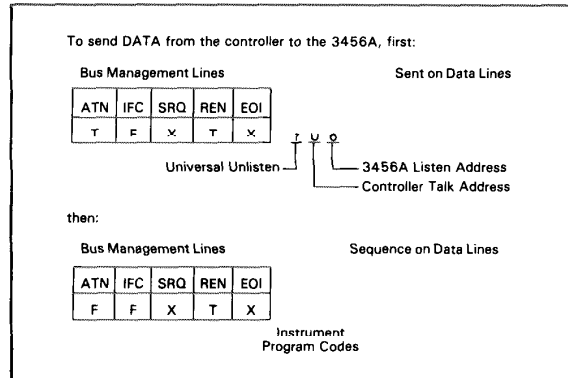 To send DATA from the controller to the 3456A, first:
Bus Management Lines
Sent on Data Lines
ATN IFC SRQ REN EOI
T F X T X
U
Universal Unlisten
3456A Listen Address
Controller Talk Address
then:
Bus Management Lines
Sequence on Data Lines
ATN IFC SRQ REN EOI
F F X T X
Instrument
Program Codes